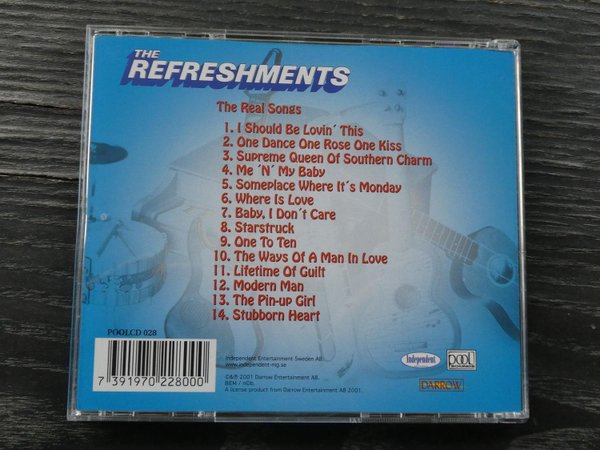 THE
REFRESHMENTS
The Real Songs
1. I Should Be Lovin´ This
2. One Dance One Rose One Kiss
3. Supreme Queen Of Southern Charm
4. Me ´N´ My Baby
5. Someplace Where It´s Monday
6. Where Is Love
7. Baby, I Don´t Care
8. Starstruck
9. One To Ten
10. The Ways Of A Man In Love
11. Lifetime Of Guilt
12. Modern Man
13. The Pin-up Girl
14. Stubborn Heart
POOLCD 028
7 391970 228000
Independent Entertainment Sweden AB
www.independent-mg.se
©&℗ 2001 Darrow Entertainment AB.
BEM / nCb.
A license product from Darrow Entertainment AB 2001.
Independent
pool
DARROW